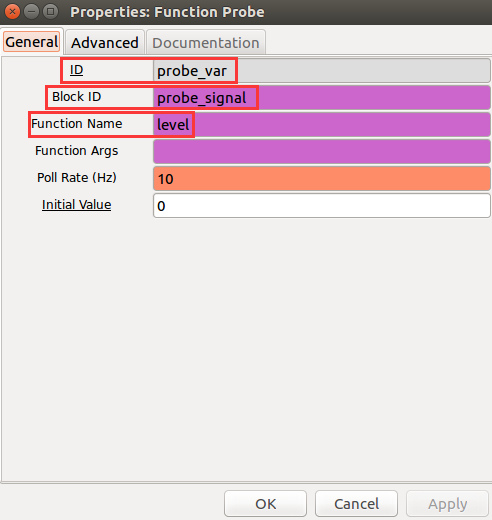 Properties: Function Probe
General Advanced Documentation
ID probe_var
Block ID probe_signal
Function Name level
Function Args
Poll Rate (Hz) 10
Initial Value 0
OK Cancel Apply